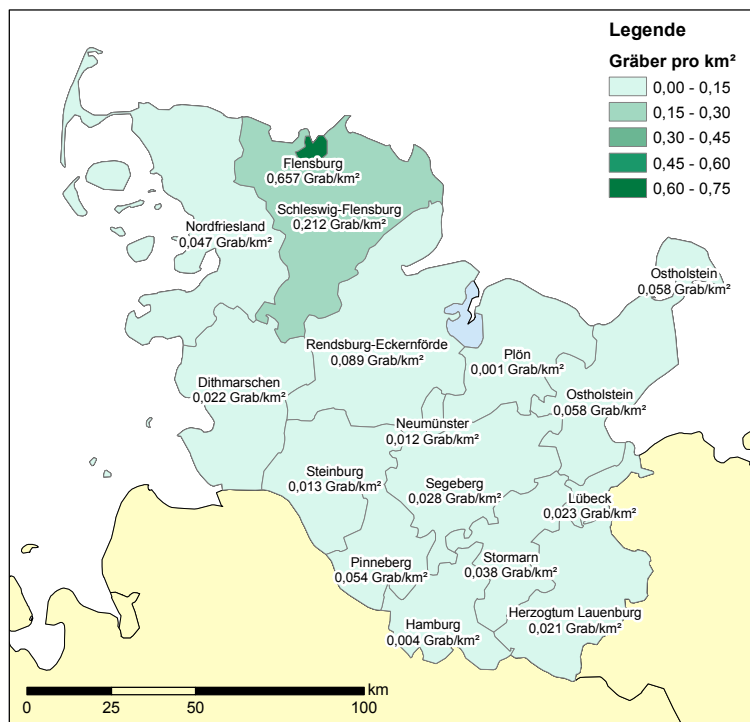 Legende
Gräber pro km²
0,00 - 0,15
0,15 - 0,30
0,30 - 0,45
0,45 - 0,60
0,60 - 0,75
Flensburg
0,657 Grab/km²
Schleswig-Flensburg
0,212 Grab/km²
Nordfriesland
0,047 Grab/km²
Ostholstein
0,058 Grab/km²
Rendsburg-Eckernförde
0,089 Grab/km²
Plön
0,001 Grab/km²
Dithmarschen
0,022 Grab/km²
Ostholstein
0,058 Grab/km²
Neumünster
0,012 Grab/km²
Steinburg
0,013 Grab/km²
Segeberg
0,028 Grab/km²
Lübeck
0,023 Grab/km²
Pinneberg
0,054 Grab/km²
Stormarn
0,038 Grab/km²
Hamburg
0,004 Grab/km²
Herzogtum Lauenburg
0,021 Grab/km²
km
0 25 50 100